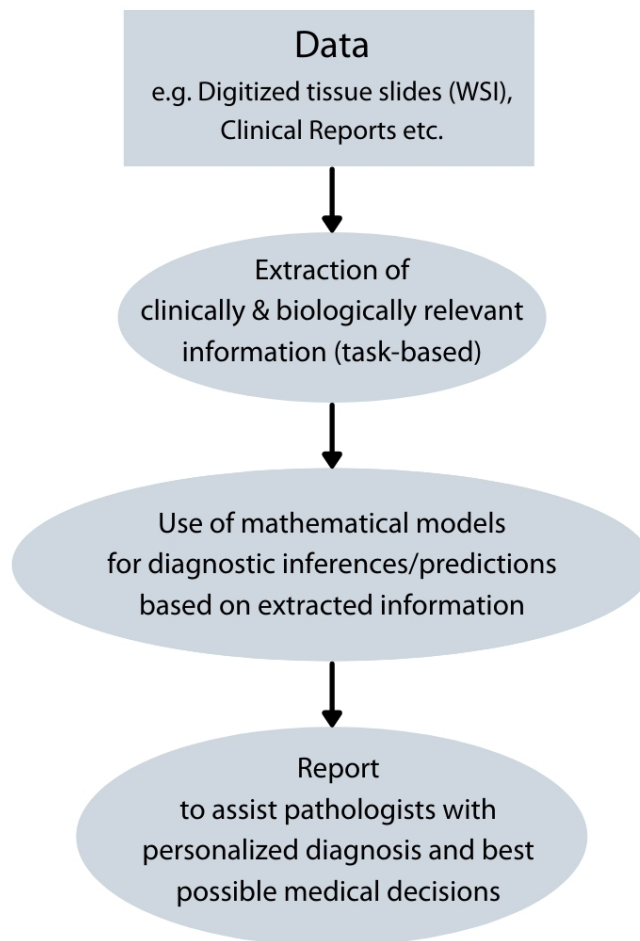 Data
e.g. Digitized tissue slides (WSI),
Clinical Reports etc.
Extraction of
clinically & biologically relevant
information (task-based)
Use of mathematical models
for diagnostic inferences/predictions
based on extracted information
Report
to assist pathologists with
personalized diagnosis and best
possible medical decisions